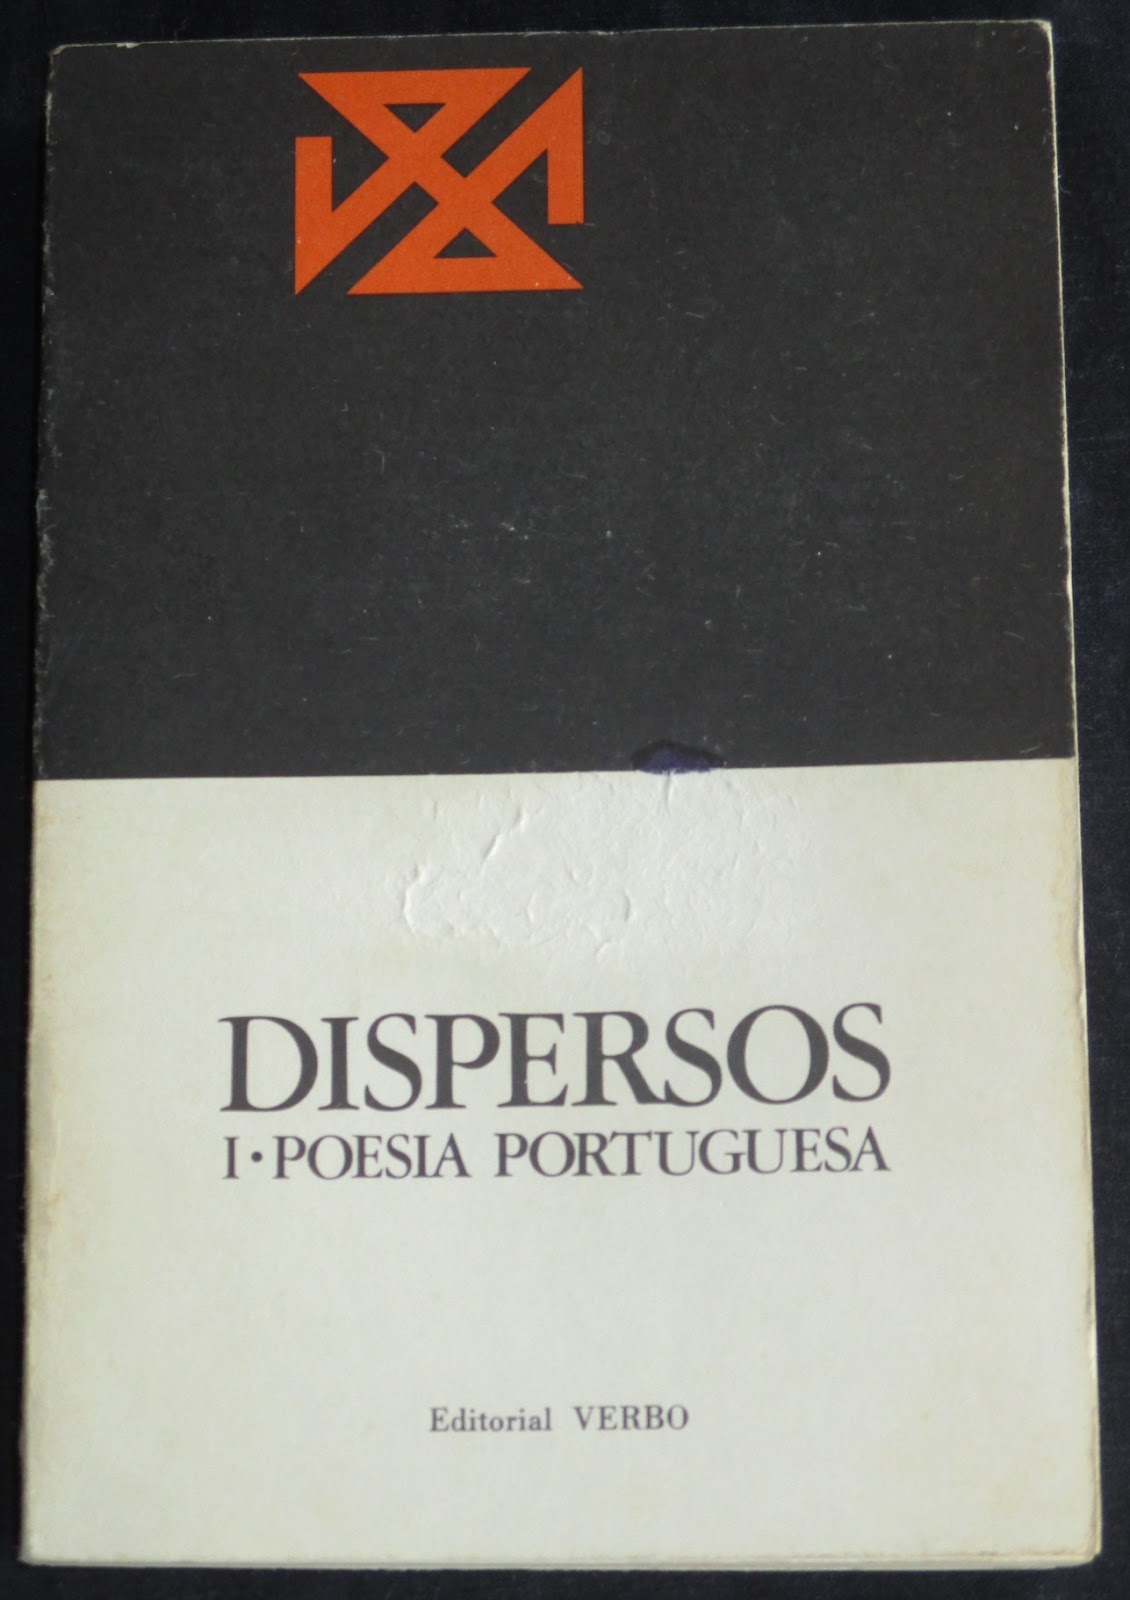 DISPERSOS
I • POESIA PORTUGUESA
Editorial VERBO